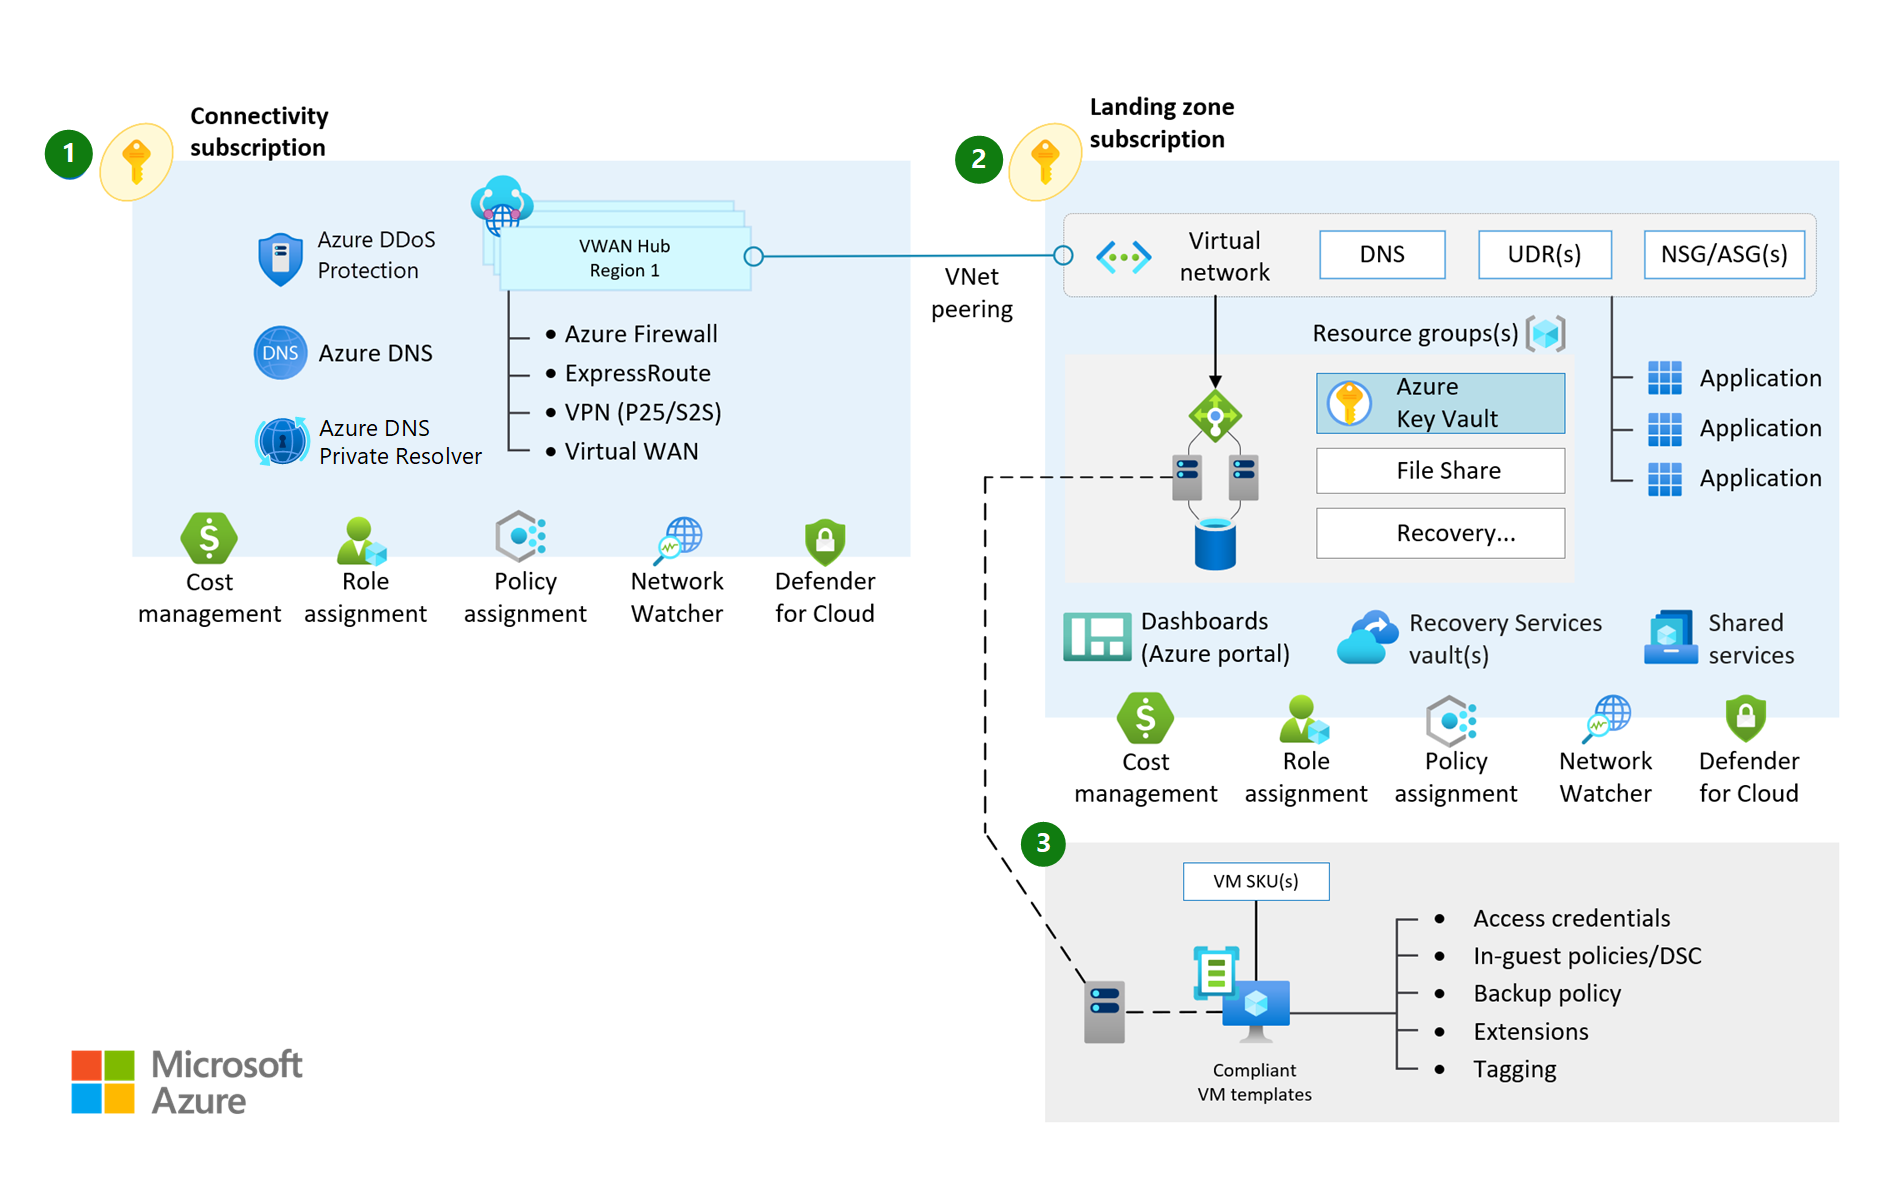 1
Connectivity
subscription
Azure DDoS
Protection
DNS
Azure DNS
Azure DNS
Private Resolver
VWAN Hub
Region 1
• Azure Firewall
• ExpressRoute
• VPN (P25/S2S)
• Virtual WAN
Cost
management
Role
assignment
Policy
assignment
Network
Watcher
Defender
for Cloud
VNet
peering
2
Landing zone
subscription
Virtual
network
DNS
UDR(s)
NSG/ASG(s)
Resource groups(s)
Azure
Key Vault
File Share
Recovery...
Application
Application
Application
Dashboards
(Azure portal)
Recovery Services
vault(s)
Shared
services
Cost
management
Role
assignment
Policy
assignment
Network
Watcher
Defender
for Cloud
3
VM SKU(s)
Compliant
VM templates
• Access credentials
• In-guest policies/DSC
• Backup policy
• Extensions
• Tagging
Microsoft
Azure